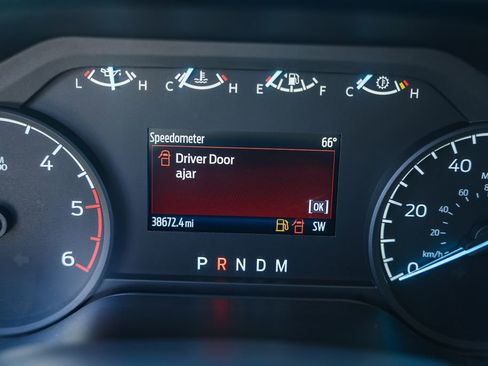 L H C H E F C H
Speedometer 66°
Driver Door
ajar
[OK]
38672.4 mi SW
P R N D M
4
5
6
40
20
0
80
60
40
20
km/h